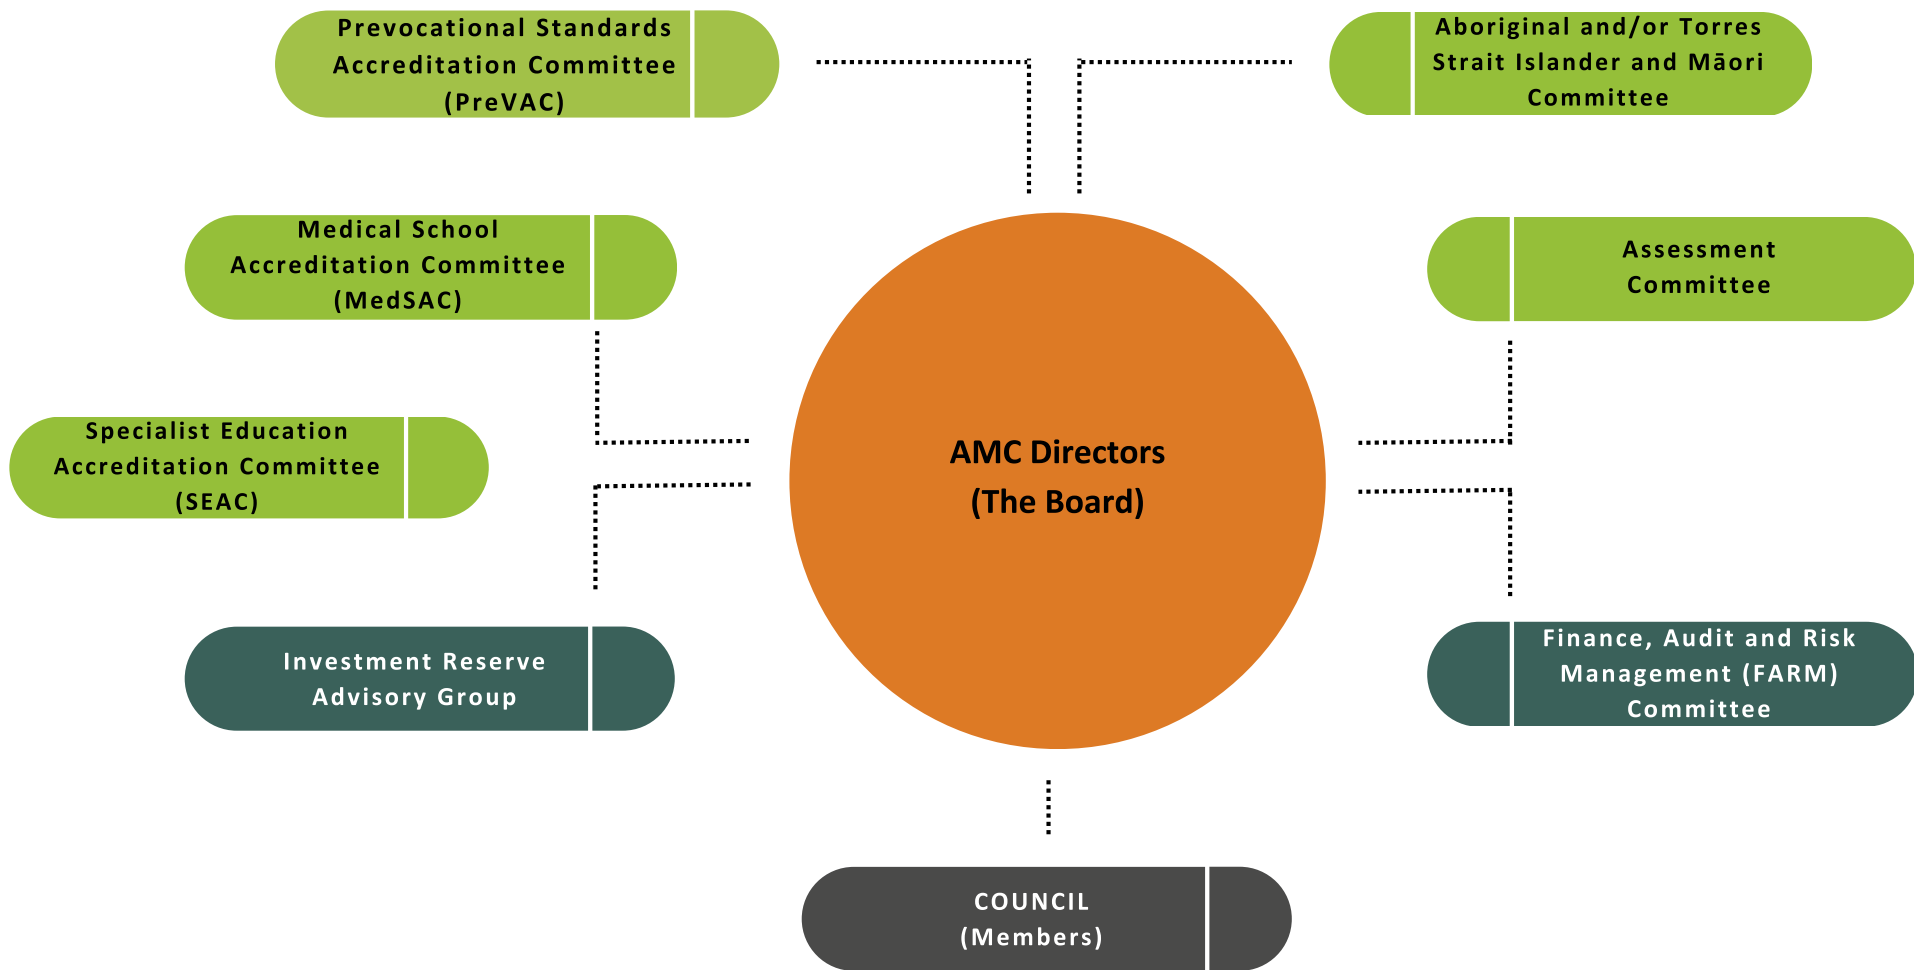 Prevocational Standards
Accreditation Committee
(PreVAC)
Aboriginal and/or Torres
Strait Islander and Māori
Committee
Medical School
Accreditation Committee
(MedSAC)
Assessment
Committee
Specialist Education
Accreditation Committee
(SEAC)
AMC Directors
(The Board)
Investment Reserve
Advisory Group
Finance, Audit and Risk
Management (FARM)
Committee
COUNCIL
(Members)